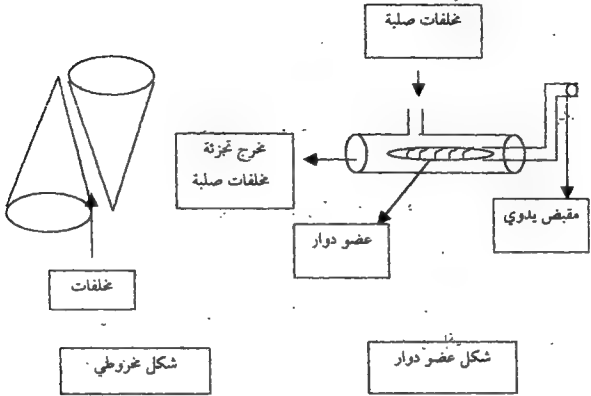 مخلفات صلبة
مخرج تجزئة
مخلفات صلبة
مقبض يدوي
عضو دوار
مخلفات
شكل عضو دوار
شكل مخروطي